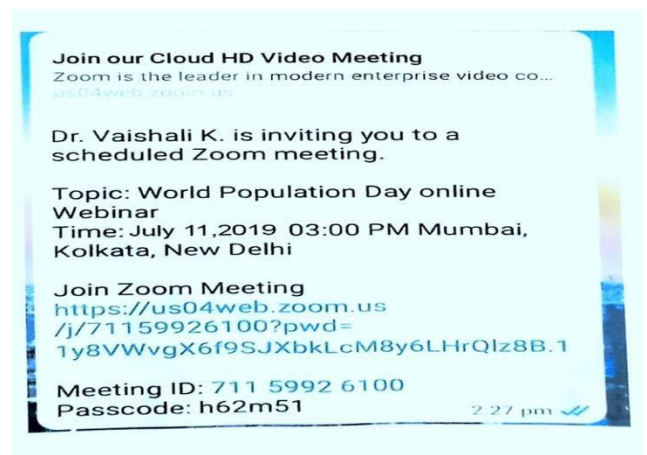 Join our Cloud HD Video Meeting
Zoom is the leader in modern enterprise video co...
us04web.zoom.us
Dr. Vaishali K. is inviting you to a
scheduled Zoom meeting.
Topic: World Population Day online
Webinar
Time: July 11,2019 03:00 PM Mumbai,
Kolkata, New Delhi
Join Zoom Meeting
https://us04web.zoom.us
/j/71159926100?pwd=
1y8VWvgX6f9SJXbkLcM8y6LHrQlz8B.1
Meeting ID: 711 5992 6100
Passcode: h62m51
2:27 pm